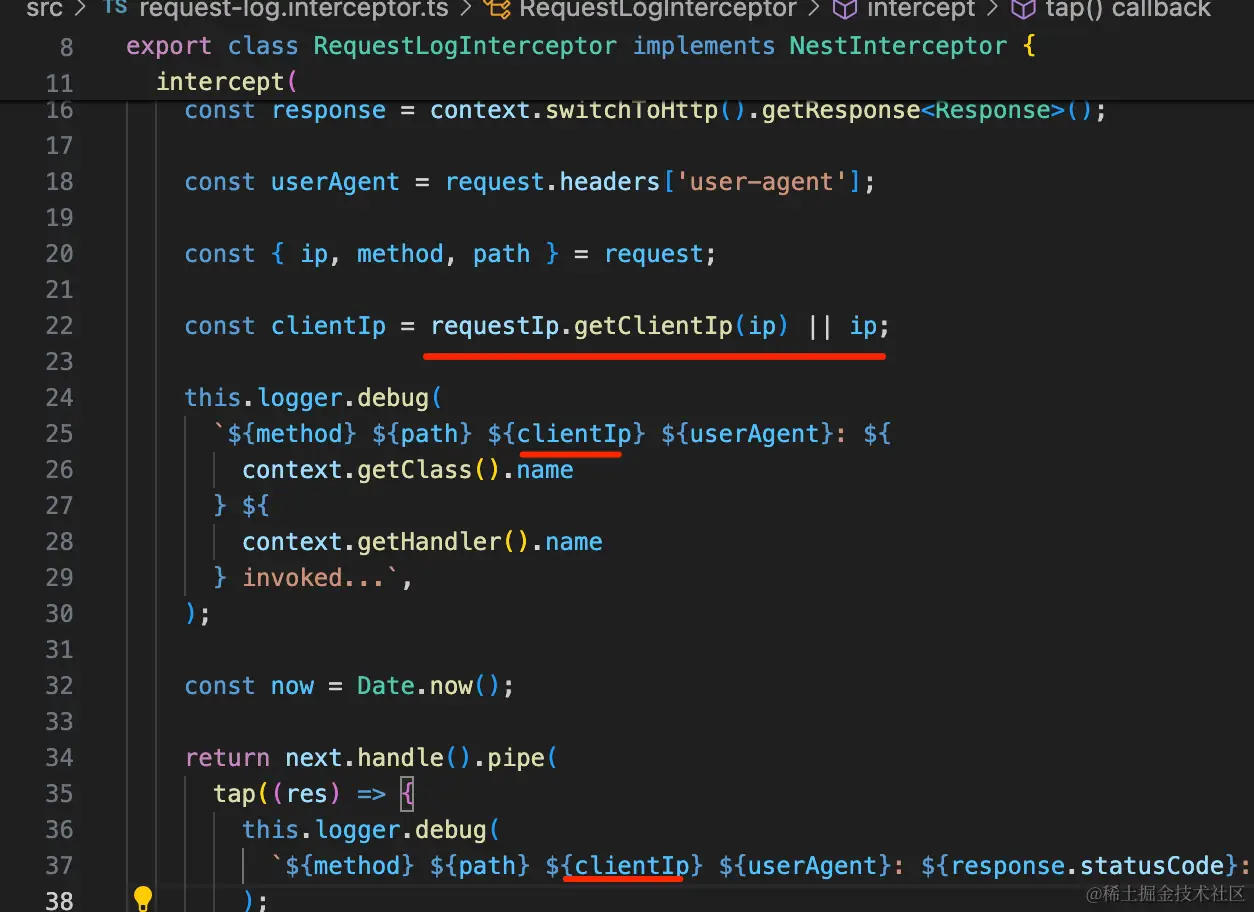 src > TS request-log.interceptor.ts > RequestLogInterceptor > intercept > tap() callback
8 export class RequestLogInterceptor implements NestInterceptor {
11 intercept(
16 const response = context.switchToHttp().getResponse<Response>();
17
18 const userAgent = request.headers['user-agent'];
19
20 const { ip, method, path } = request;
21
22 const clientIp = requestIp.getClientIp(ip) || ip;
23
24 this.logger.debug(
25 `${method} ${path} ${clientIp} ${userAgent}: ${
26 context.getClass().name
27 } ${
28 context.getHandler().name
29 } invoked...`,
30 );
31
32 const now = Date.now();
33
34 return next.handle().pipe(
35 tap((res) => {
36 this.logger.debug(
37 `${method} ${path} ${clientIp} ${userAgent}: ${response.statusCode}:
38 );
@稀土掘金技术社区